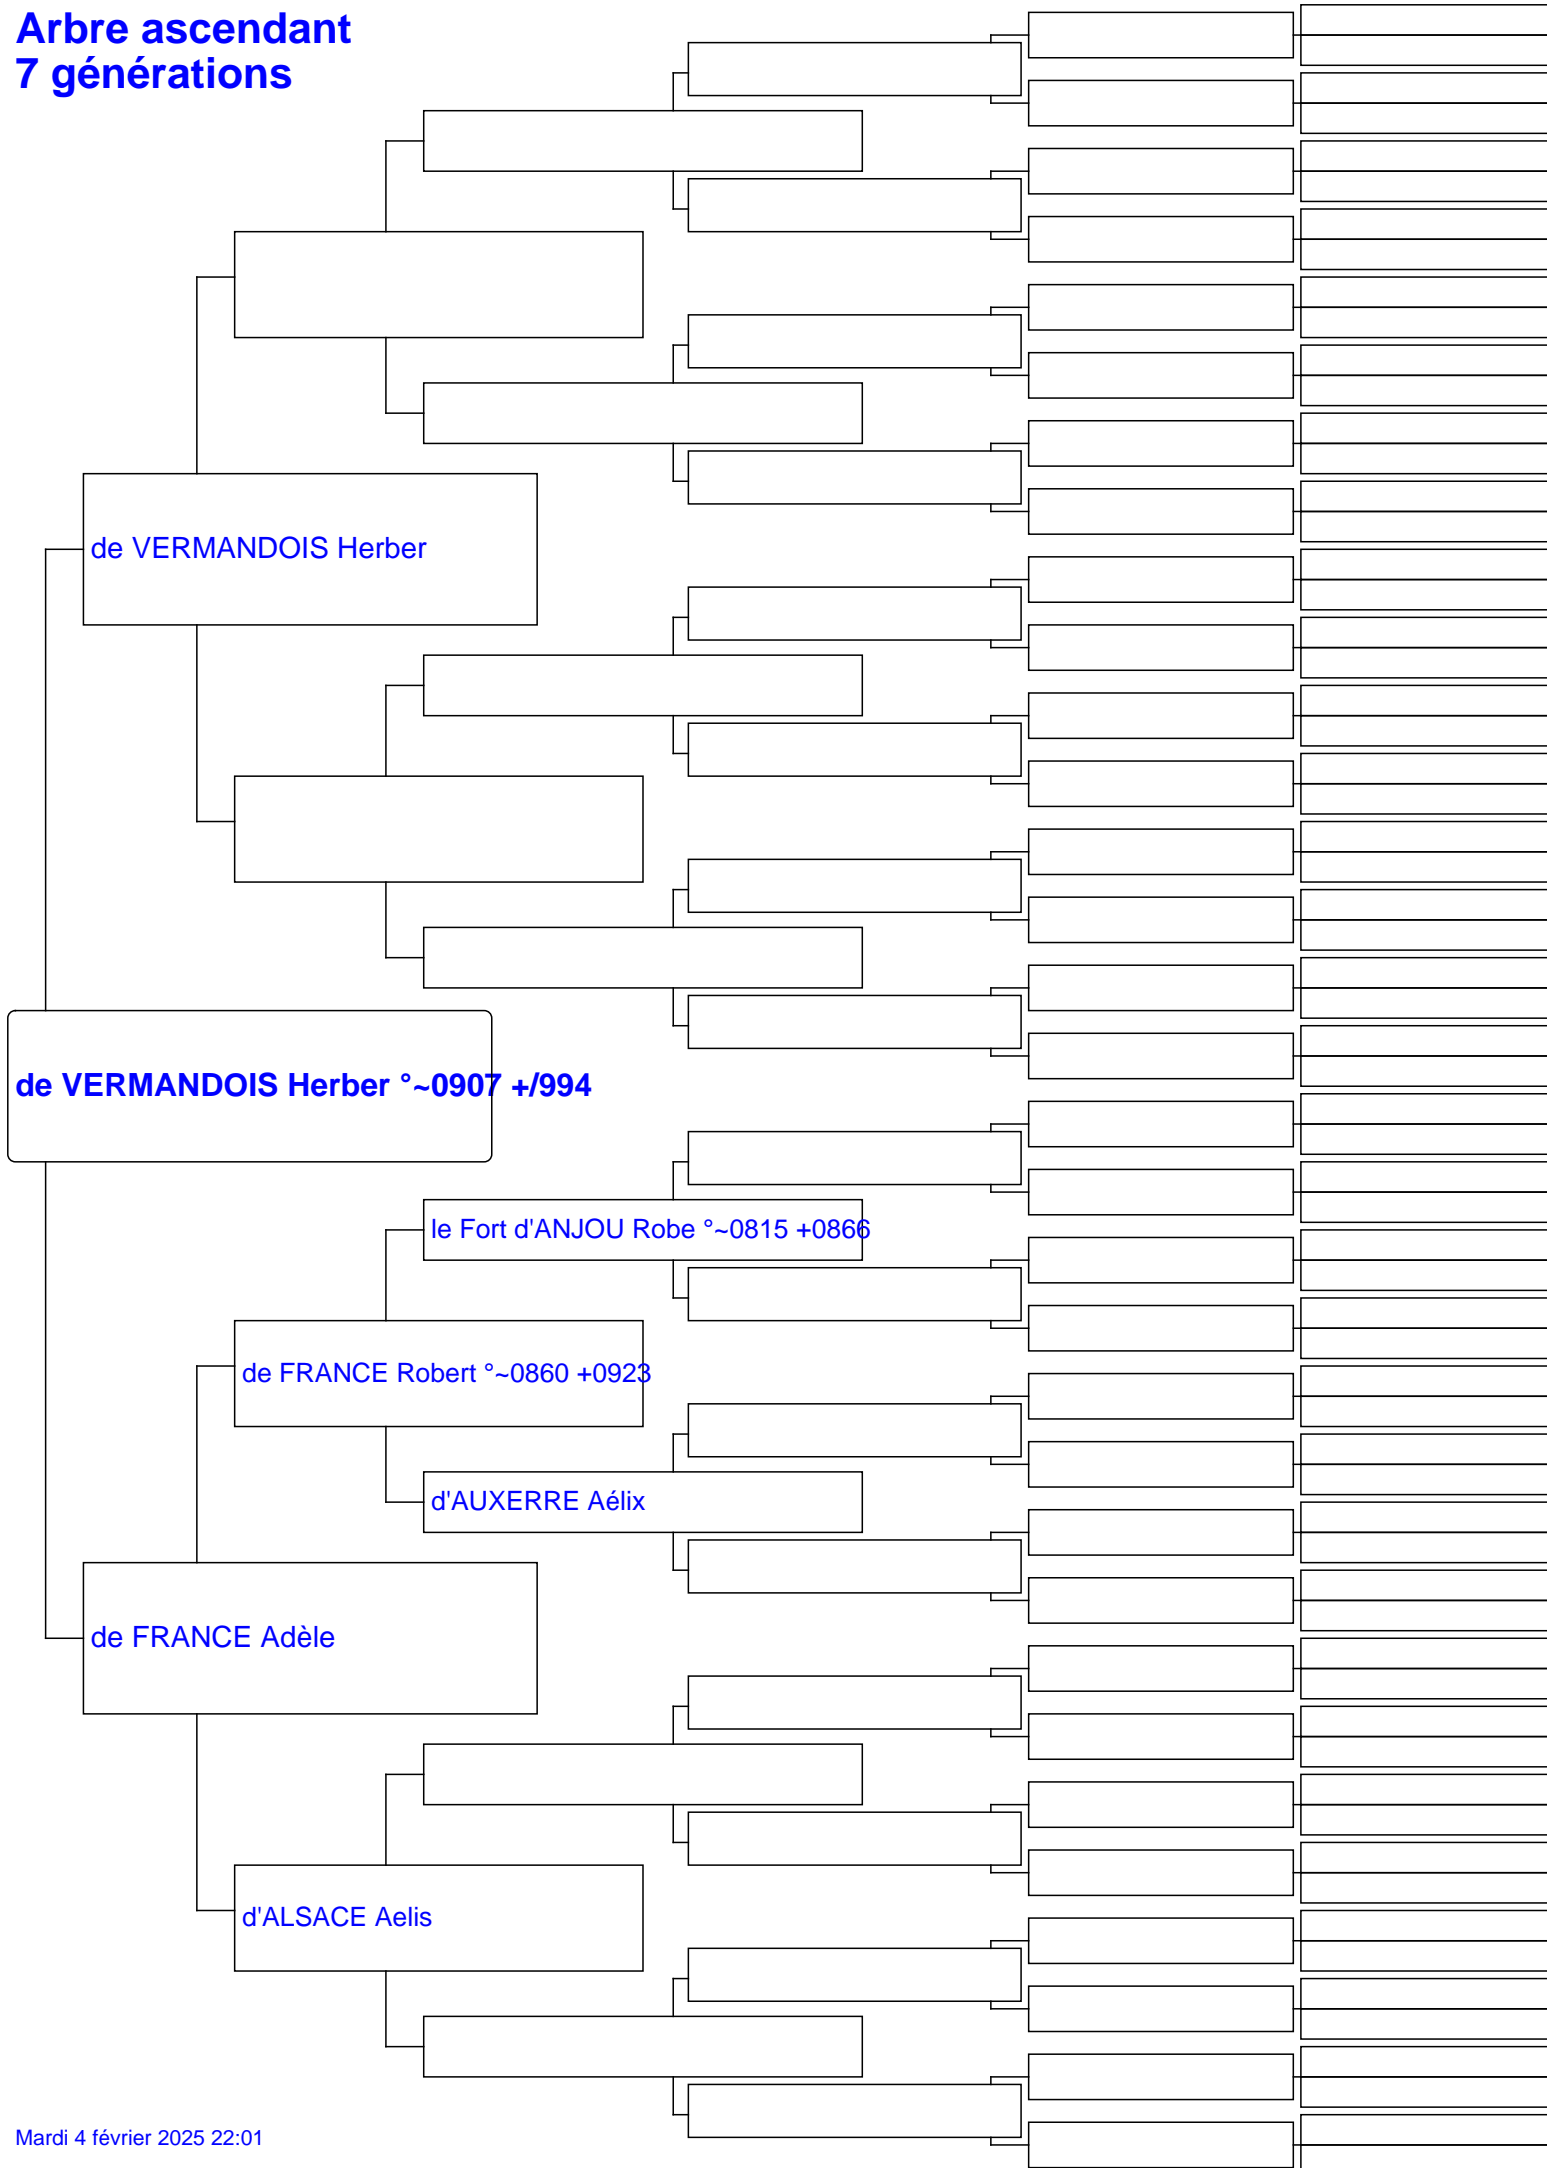 Arbre ascendant
7 générations
de VERMANDOIS Herber
de VERMANDOIS Herber °~0907 +/994
le Fort d'ANJOU Robe °~0815 +0866
de FRANCE Robert °~0860 +0923
d'AUXERRE Aélix
de FRANCE Adèle
d'ALSACE Aelis
Mardi 4 février 2025 22:01